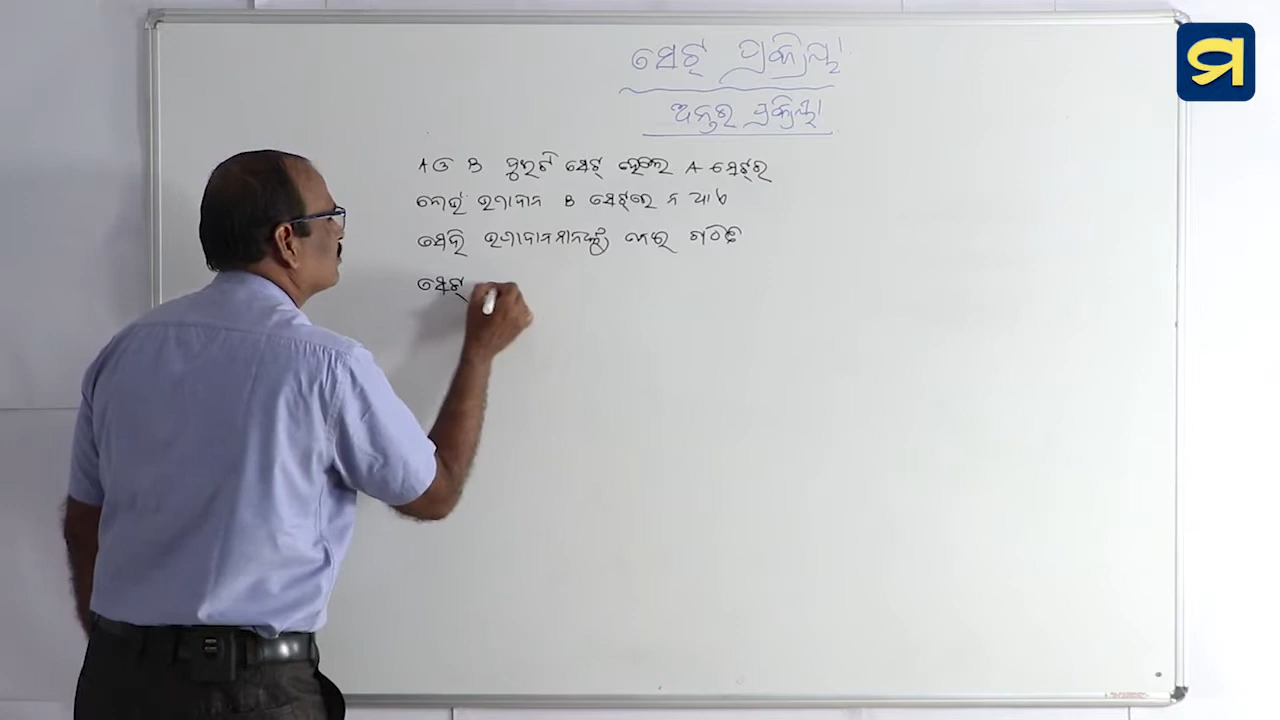 ସେଟ୍ ପ୍ରକ୍ରିୟା
ଅନ୍ତର ପ୍ରକ୍ରିୟା
A ଓ B ଦୁଇଟି ସେଟ୍ ହେଲେ A ସେଟ୍‌ର
ଯେଉଁ ଉପାଦାନ B ସେଟ୍‌ରେ ନ ଥାଏ
ସେହି ଉପାଦାନମାନଙ୍କୁ ନେଇ ଗଠିତ
ସେଟ୍
ମ